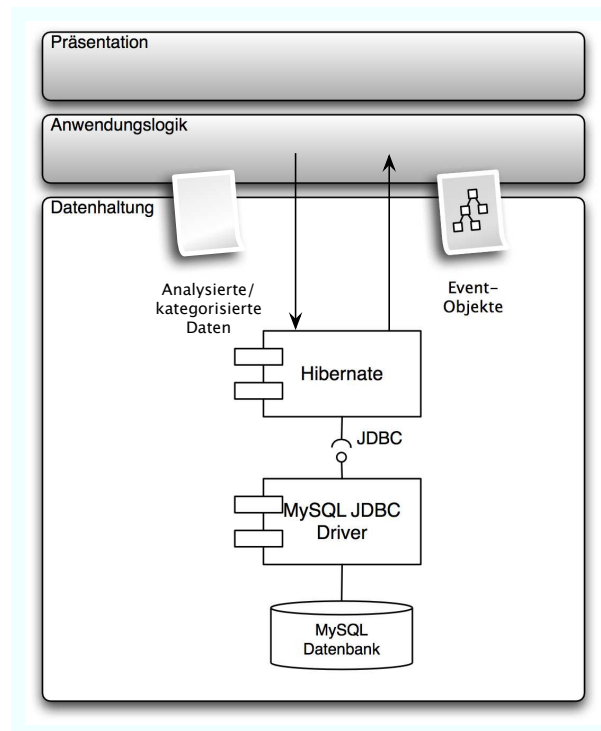 Präsentation
Anwendungslogik
Datenhaltung
Analysierte/
kategorisierte
Daten
Event-
Objekte
Hibernate
JDBC
MySQL JDBC
Driver
MySQL
Datenbank